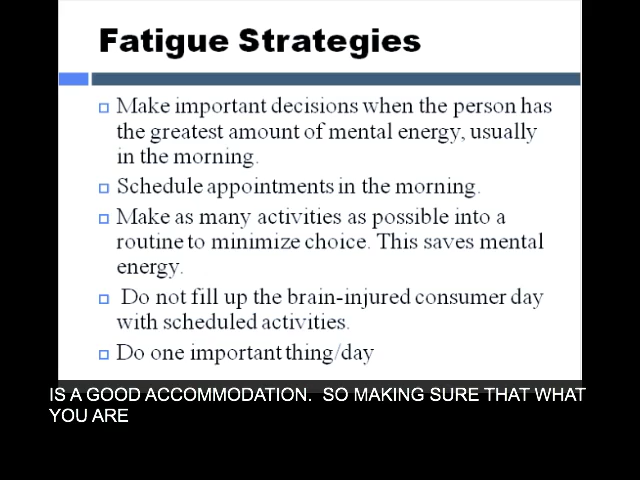 Fatigue Strategies
Make important decisions when the person has
the greatest amount of mental energy, usually
in the morning.
Schedule appointments in the morning.
Make as many activities as possible into a
routine to minimize choice. This saves mental
energy.
Do not fill up the brain-injured consumer day
with scheduled activities.
Do one important thing/day
IS A GOOD ACCOMMODATION.  SO MAKING SURE THAT WHAT
YOU ARE